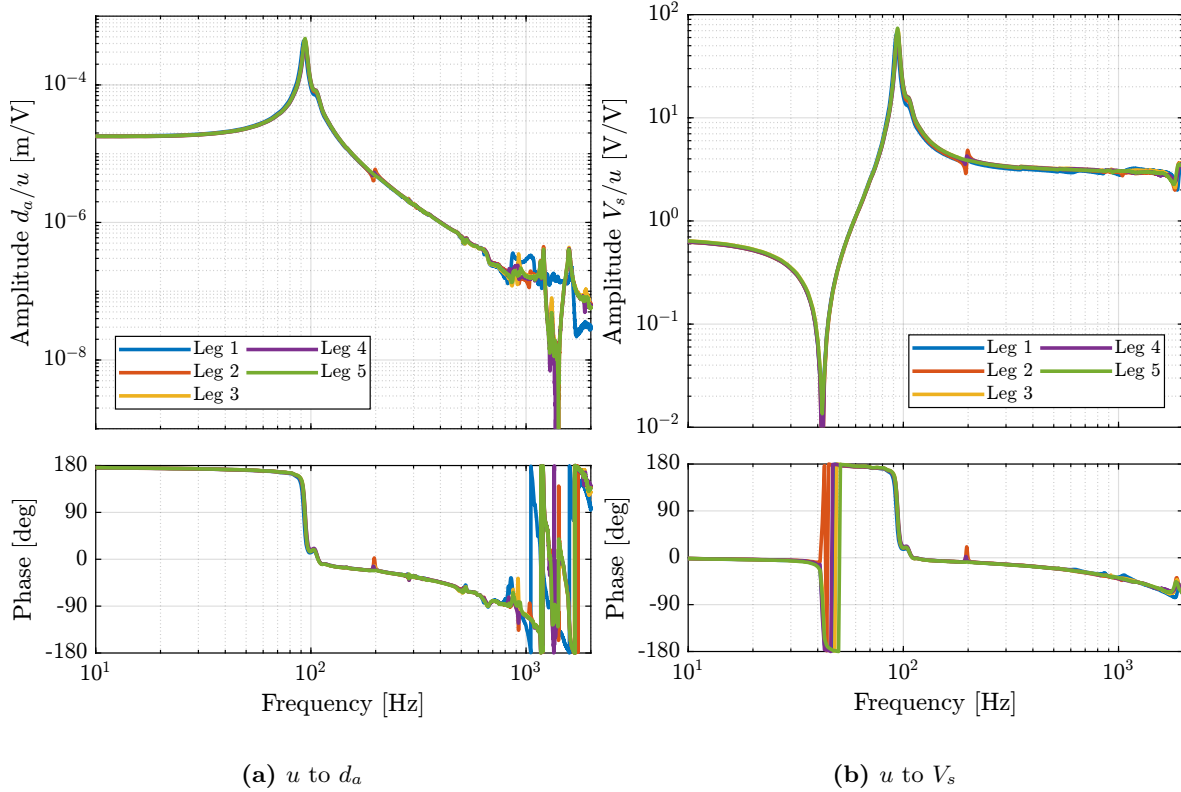 Amplitude d_a/u [m/V]
10^−4
10^−6
10^−8
Leg 1
Leg 2
Leg 3
Leg 4
Leg 5
Phase [deg]
180
90
0
-90
-180
10^1
10^2
10^3
Frequency [Hz]
(a) u to d_a
Amplitude V_s/u [V/V]
10^2
10^1
10^0
10^−1
10^−2
Leg 1
Leg 2
Leg 3
Leg 4
Leg 5
Phase [deg]
180
90
0
-90
-180
10^1
10^2
10^3
Frequency [Hz]
(b) u to V_s